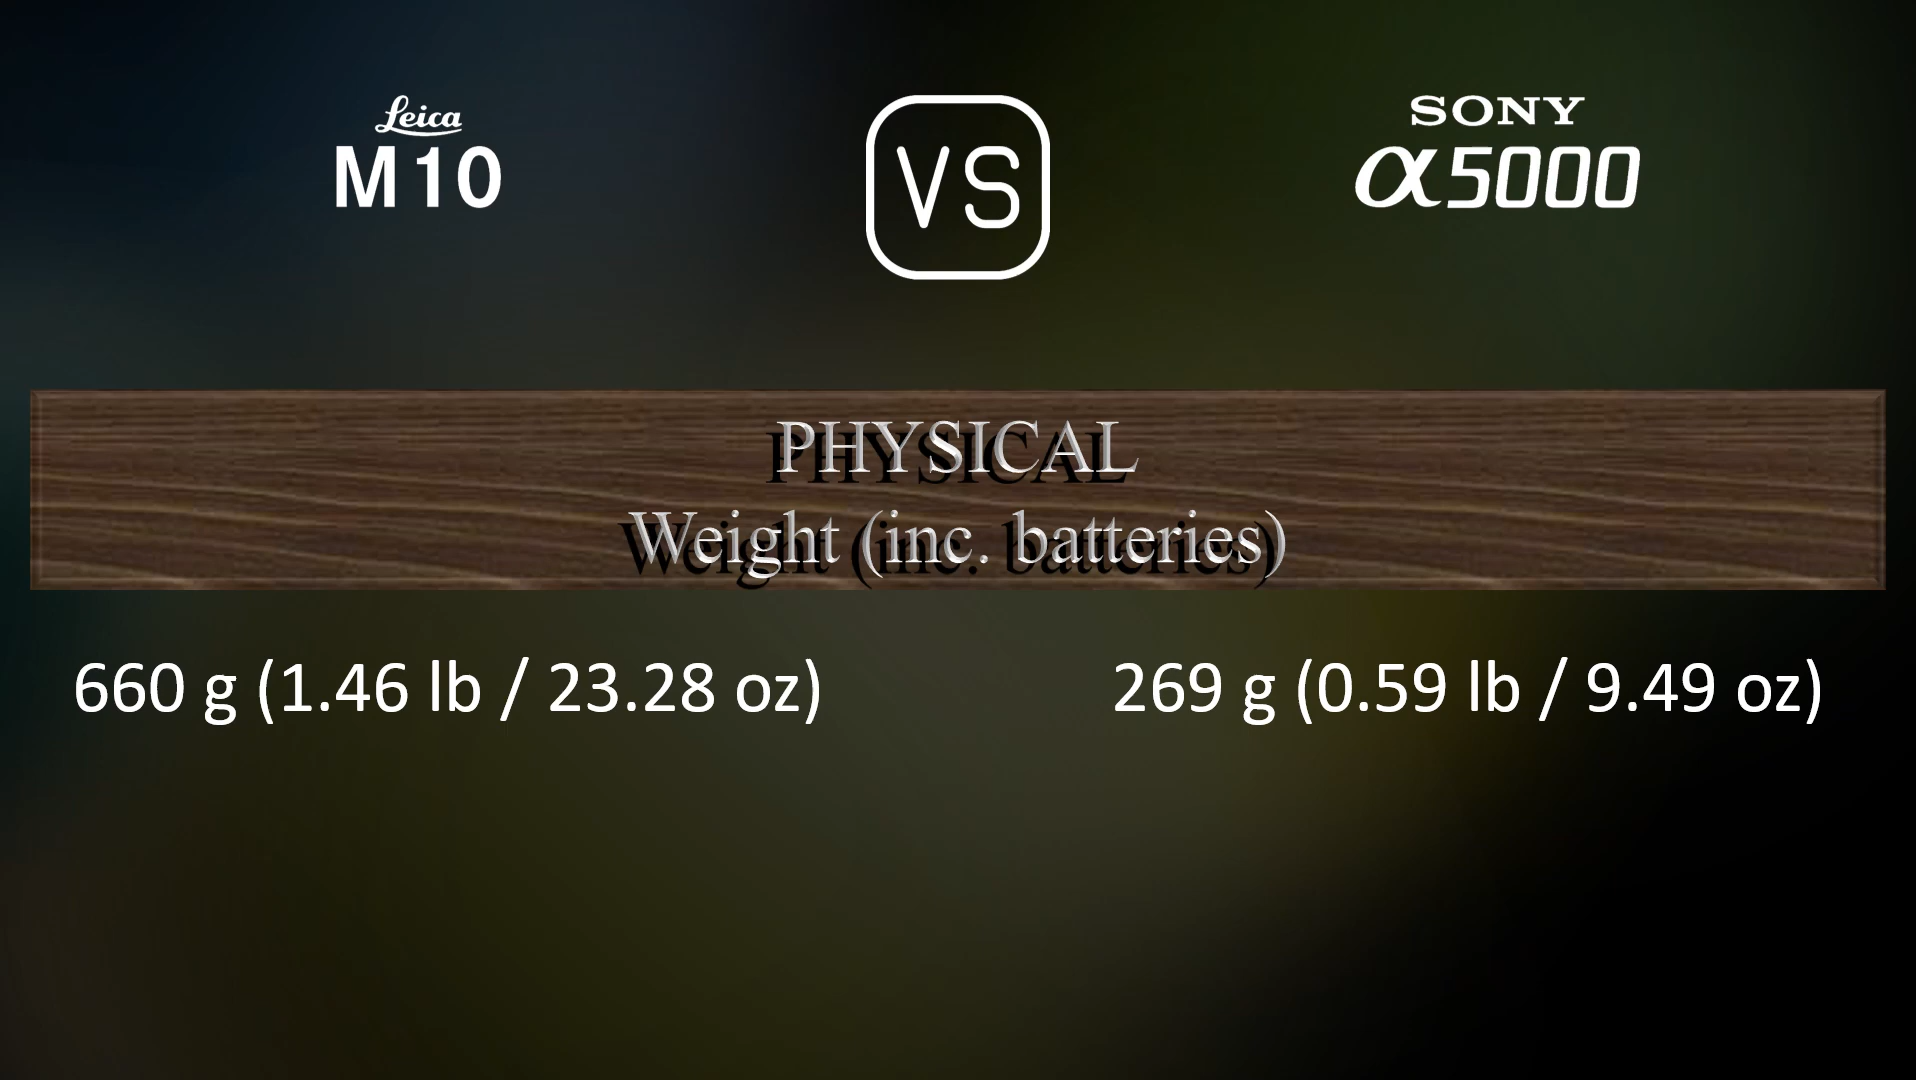 Leica
M10
VS
SONY
α5000
PHYSICAL
Weight (inc. batteries)
660 g (1.46 lb / 23.28 oz)
269 g (0.59 lb / 9.49 oz)